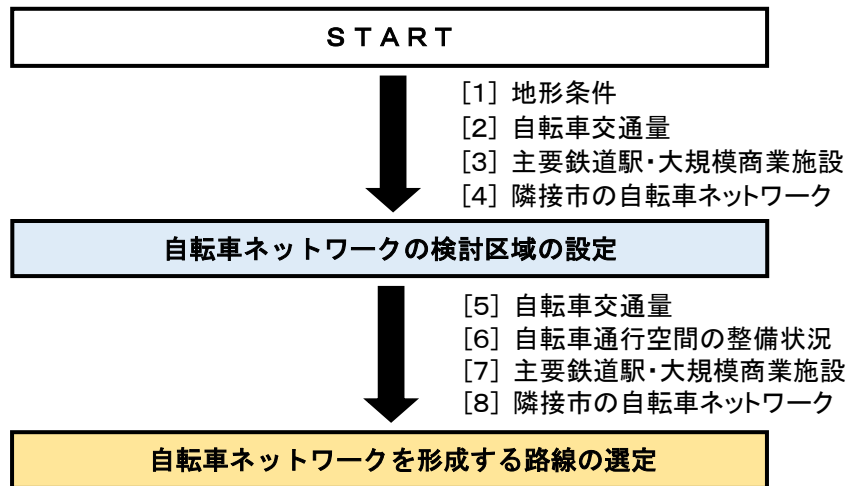 START
[1] 地形条件
[2] 自転車交通量
[3] 主要鉄道駅・大規模商業施設
[4] 隣接市の自転車ネットワーク
自転車ネットワークの検討区域の設定
[5] 自転車交通量
[6] 自転車通行空間の整備状況
[7] 主要鉄道駅・大規模商業施設
[8] 隣接市の自転車ネットワーク
自転車ネットワークを形成する路線の選定